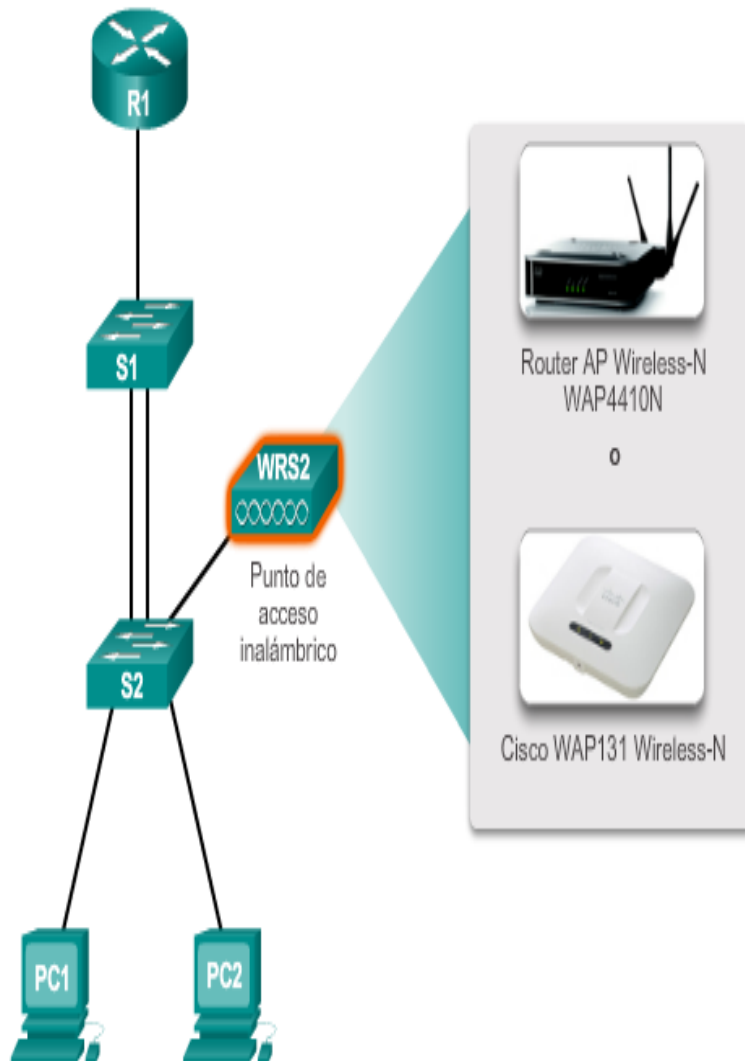 R1
S1
WRS2
Punto de
acceso
inalámbrico
S2
PC1
PC2
Router AP Wireless-N
WAP4410N
o
Cisco WAP131 Wireless-N